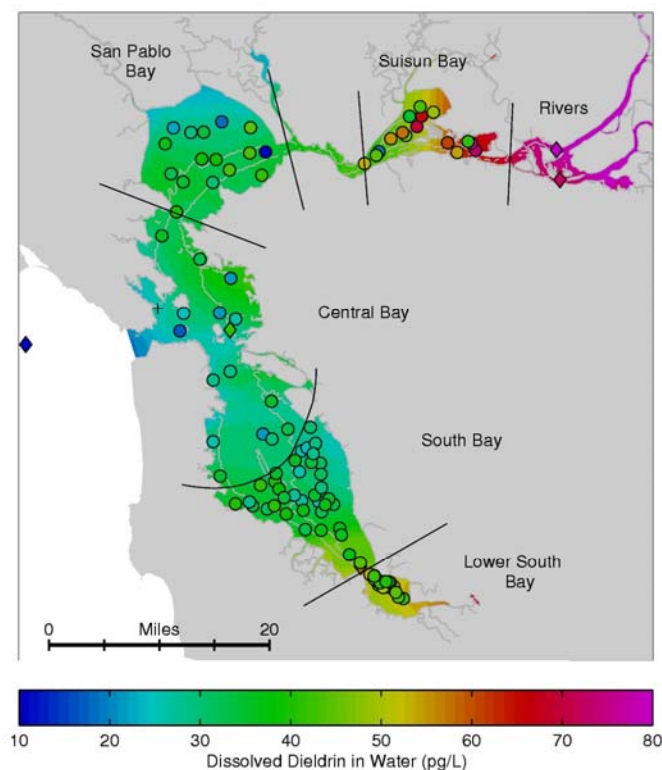 San Pablo
Bay
Suisun Bay
Rivers
Central Bay
South Bay
Lower South
Bay
0 Miles 20
10 20 30 40 50 60 70 80
Dissolved Dieldrin in Water (pg/L)